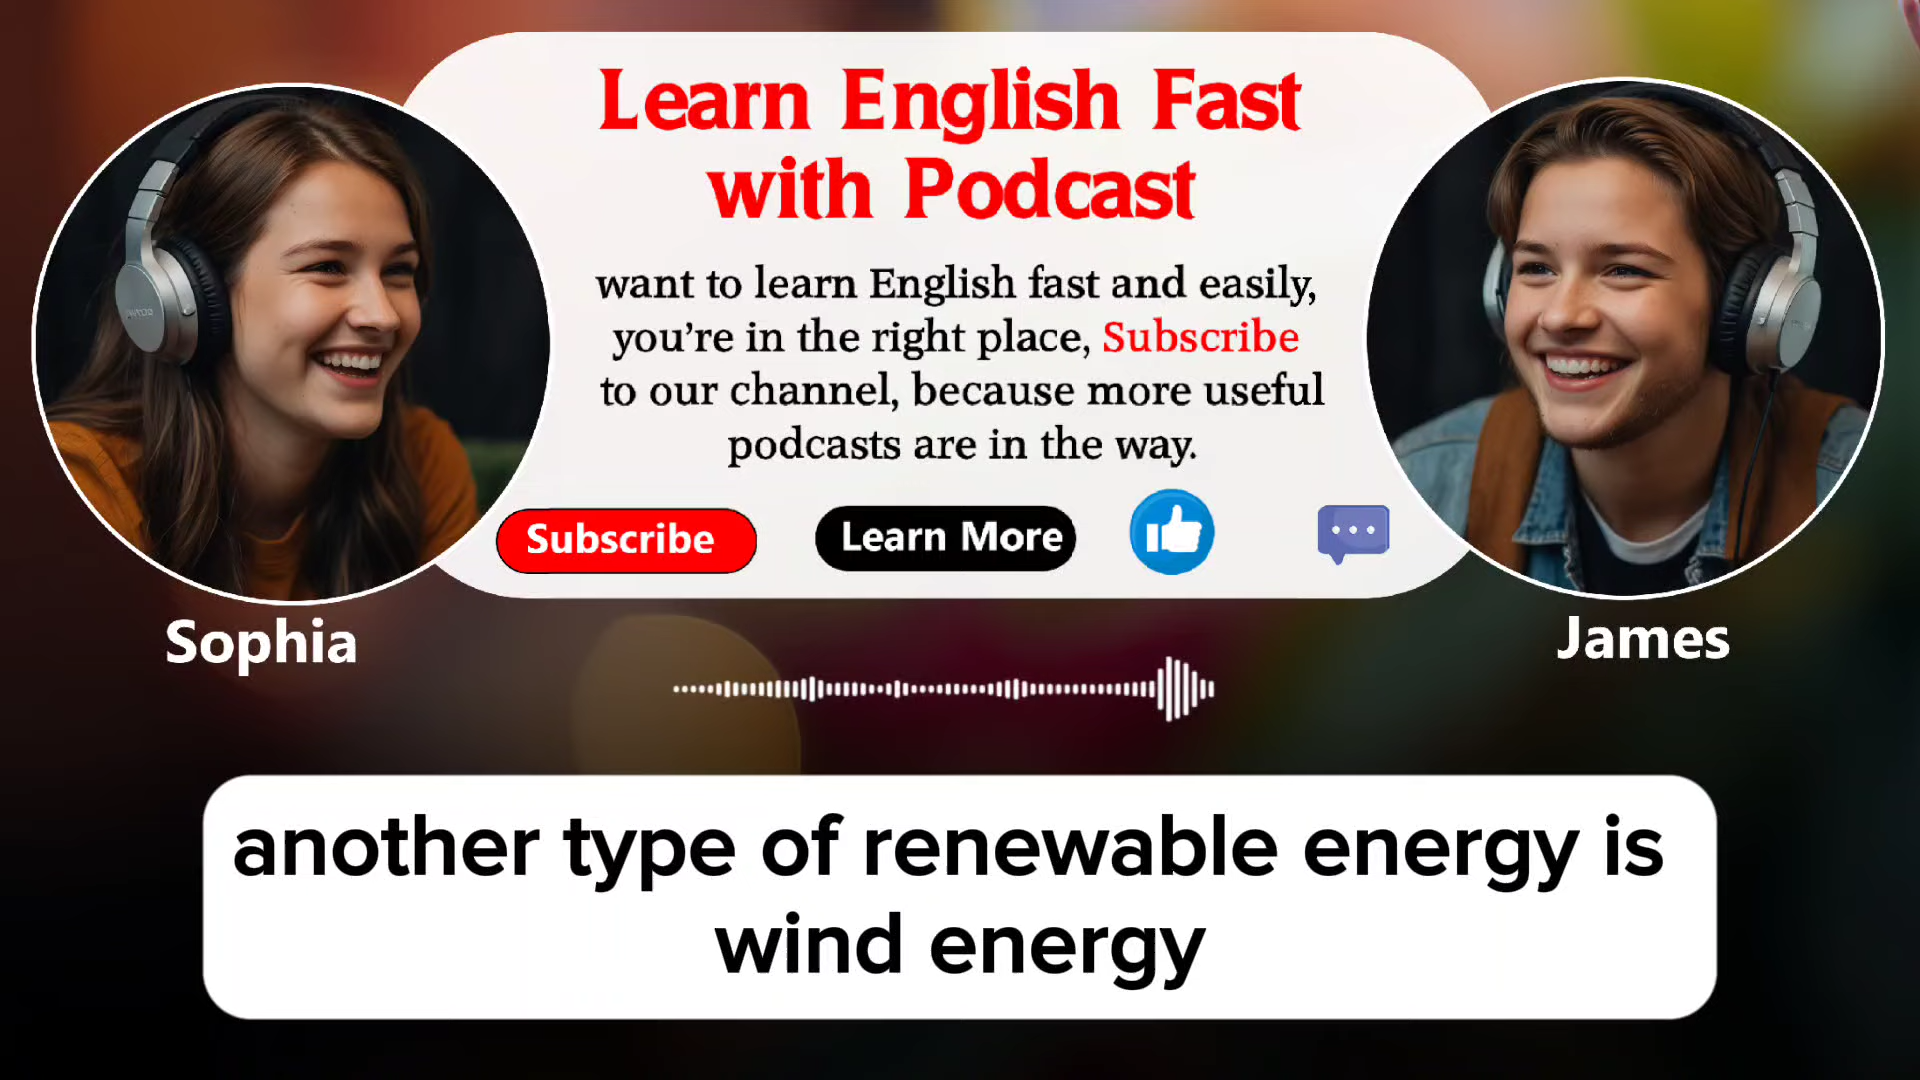 Learn English Fast
with Podcast
want to learn English fast and easily,
you're in the right place, Subscribe
to our channel, because more useful
podcasts are in the way.
Subscribe
Learn More
Sophia
James
another type of renewable energy is
wind energy